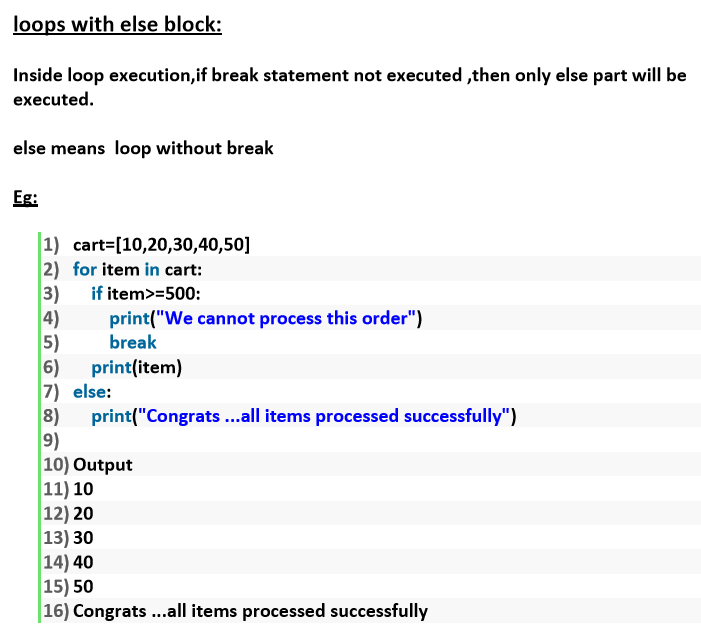 loops with else block:
Inside loop execution,if break statement not executed ,then only else part will be
executed.
else means  loop without break
Eg:
1) cart=[10,20,30,40,50]
2) for item in cart:
3)    if item>=500:
4)       print("We cannot process this order")
5)       break
6)    print(item)
7) else:
8)    print("Congrats ...all items processed successfully")
9)
10) Output
11) 10
12) 20
13) 30
14) 40
15) 50
16) Congrats ...all items processed successfully